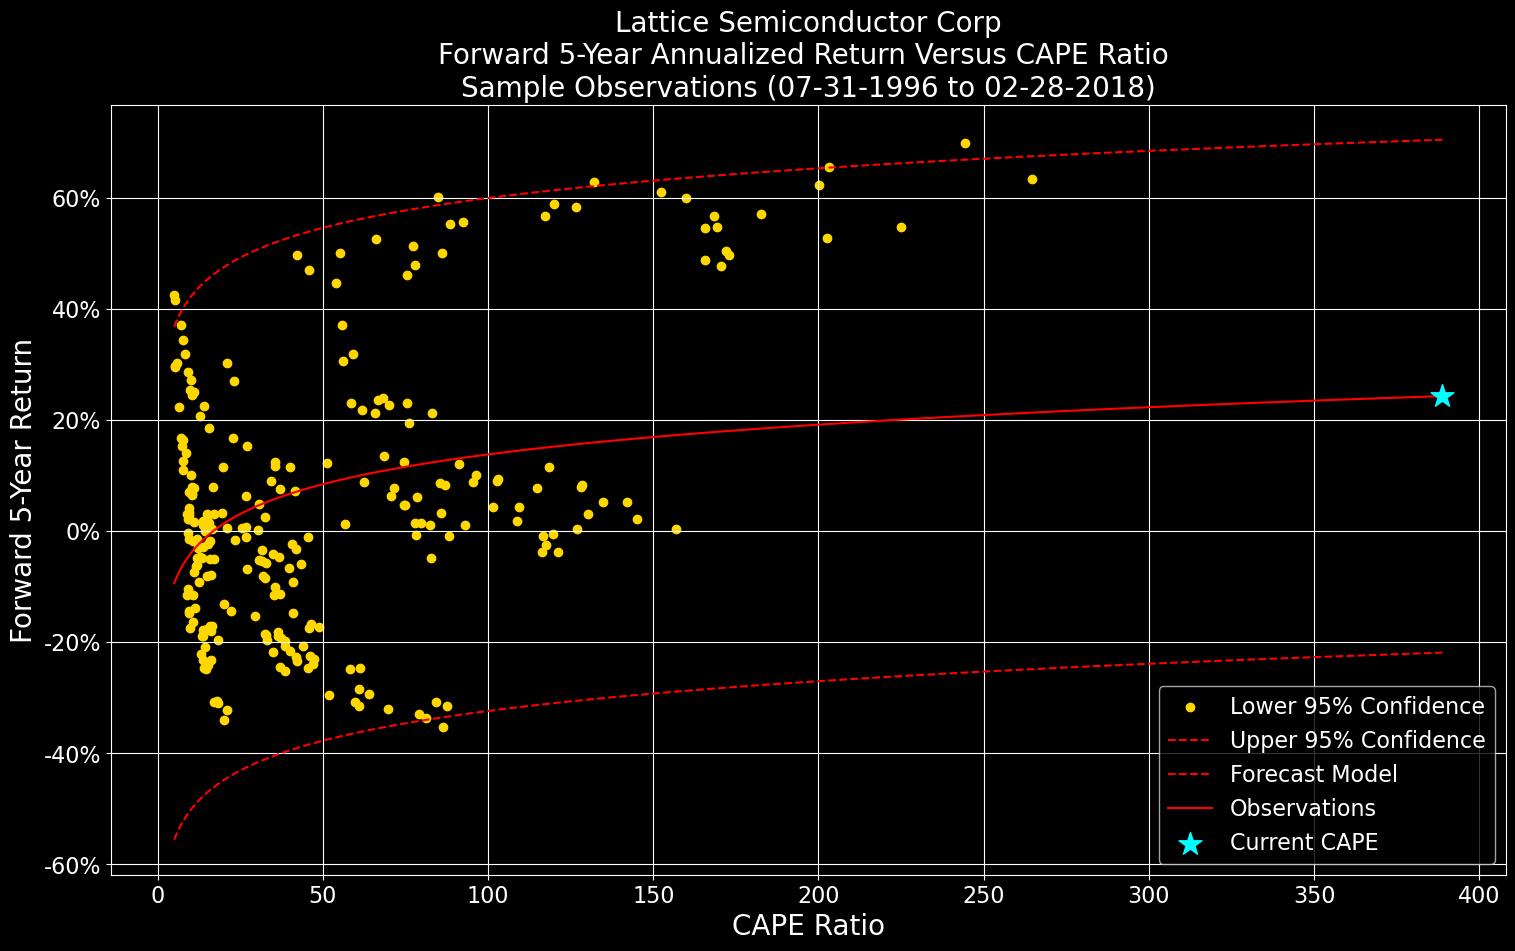 Lattice Semiconductor Corp
Forward 5-Year Annualized Return Versus CAPE Ratio
Sample Observations (07-31-1996 to 02-28-2018)
Forward 5-Year Return
60%
40%
20%
0%
-20%
-40%
-60%
Lower 95% Confidence
Upper 95% Confidence
Forecast Model
Observations
Current CAPE
0 50 100 150 200 250 300 350 400
CAPE Ratio